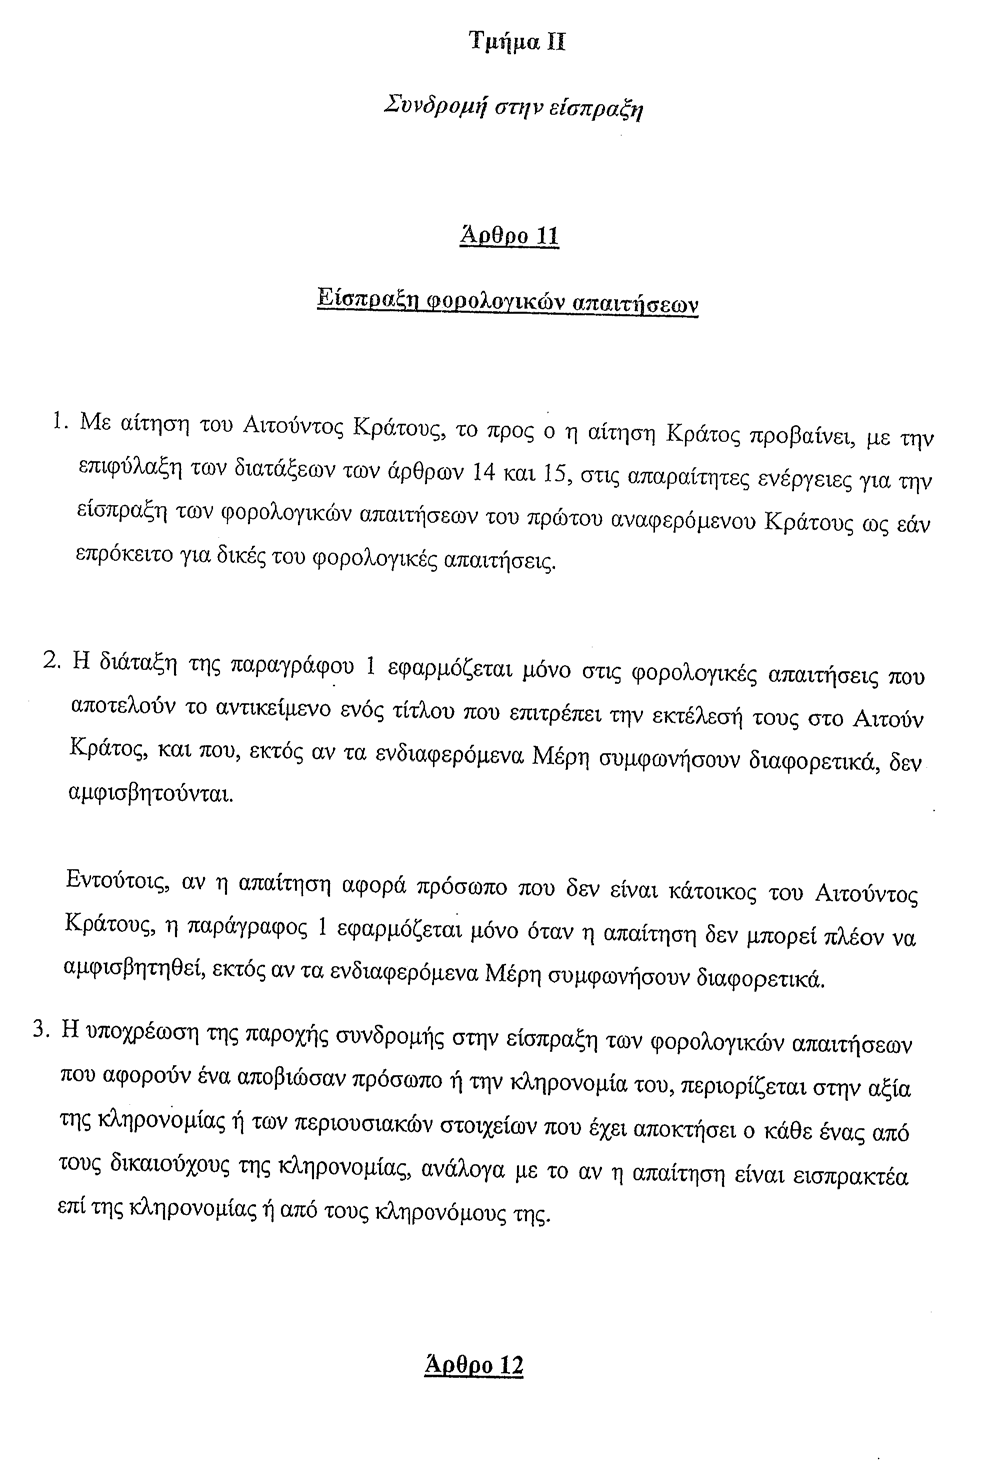 Τμήμα ΙΙ
Συνδρομή στην είσπραξη
Άρθρο 11
Είσπραξη φορολογικών απαιτήσεων
1. Με αίτηση του Αιτούντος Κράτους, το προς ο η αίτηση Κράτος προβαίνει, με την
επιφύλαξη των διατάξεων των άρθρων 14 και 15, στις απαραίτητες ενέργειες για την
είσπραξη των φορολογικών απαιτήσεων του πρώτου αναφερόμενου Κράτους ως εάν
επρόκειτο για δικές του φορολογικές απαιτήσεις.
2. Η διάταξη της παραγράφου 1 εφαρμόζεται μόνο στις φορολογικές απαιτήσεις που
αποτελούν το αντικείμενο ενός τίτλου που επιτρέπει την εκτέλεσή τους στο Αιτούν
Κράτος, και που, εκτός αν τα ενδιαφερόμενα Μέρη συμφωνήσουν διαφορετικά, δεν
αμφισβητούνται.
Εντούτοις, αν η απαίτηση αφορά πρόσωπο που δεν είναι κάτοικος του Αιτούντος
Κράτους, η παράγραφος 1 εφαρμόζεται μόνο όταν η απαίτηση δεν μπορεί πλέον να
αμφισβητηθεί, εκτός αν τα ενδιαφερόμενα Μέρη συμφωνήσουν διαφορετικά.
3. Η υποχρέωση της παροχής συνδρομής στην είσπραξη των φορολογικών απαιτήσεων
που αφορούν ένα αποβιώσαν πρόσωπο ή την κληρονομία του, περιορίζεται στην αξία
της κληρονομίας ή των περιουσιακών στοιχείων που έχει αποκτήσει ο κάθε ένας από
τους δικαιούχους της κληρονομίας, ανάλογα με το αν η απαίτηση είναι εισπρακτέα
επί της κληρονομίας ή από τους κληρονόμους της.
Άρθρο 12